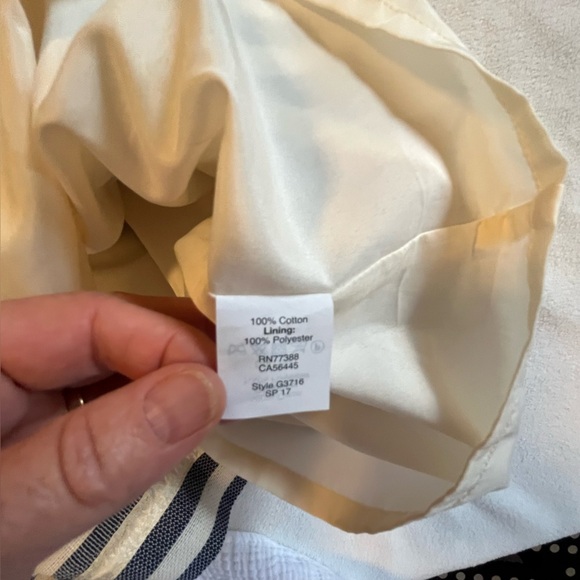 100% Cotton
Lining:
100% Polyester
RN77388
CA56445
Style G3716
SP 17